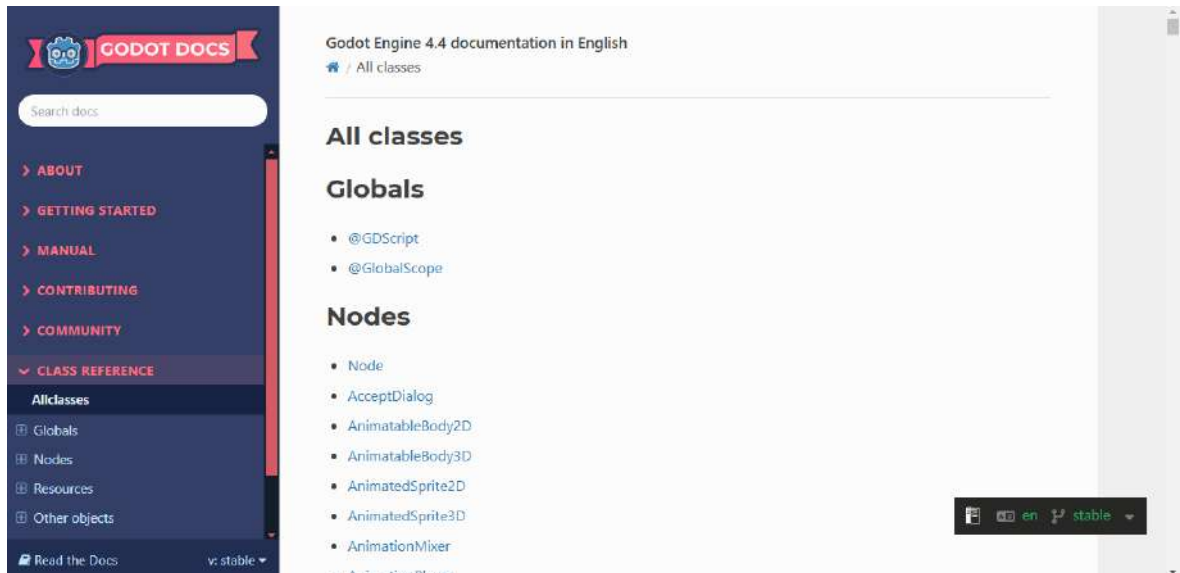 GODOT DOCS
Search docs
ABOUT
GETTING STARTED
MANUAL
CONTRIBUTING
COMMUNITY
CLASS REFERENCE
Allclasses
Globals
Nodes
Resources
Other objects
Read the Docs
v: stable
Godot Engine 4.4 documentation in English
/ All classes
All classes
Globals
@GDScript
@GlobalScope
Nodes
Node
AcceptDialog
AnimatableBody2D
AnimatableBody3D
AnimatedSprite2D
AnimatedSprite3D
AnimationMixer
en stable